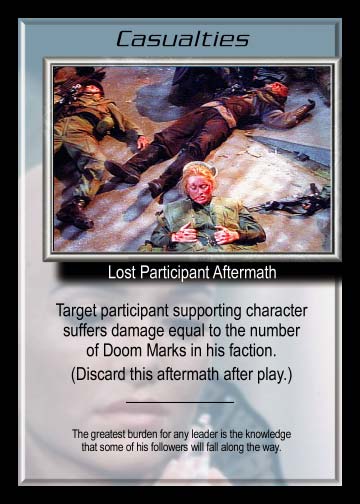 Casualties
Lost Participant Aftermath
Target participant supporting character
suffers damage equal to the number
of Doom Marks in his faction.
(Discard this aftermath after play.)
The greatest burden for any leader is the knowledge
that some of his followers will fall along the way.